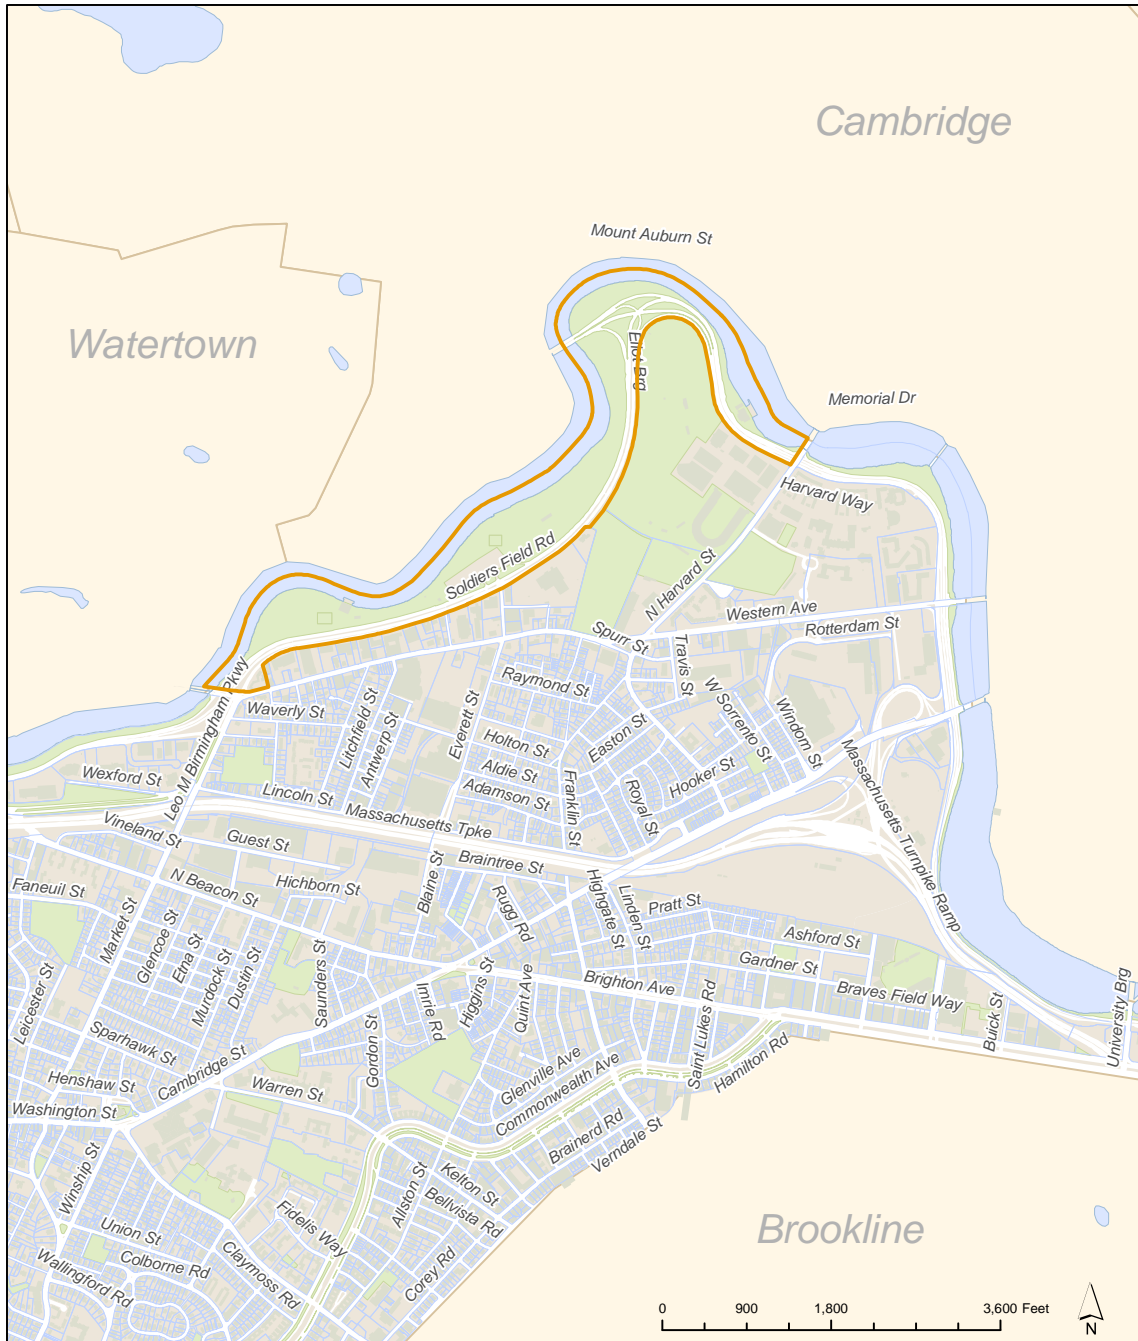 Cambridge
Mount Auburn St
Watertown
Eliot Brg
Memorial Dr
Harvard Way
Soldiers Field Rd
N Harvard St
Western Ave
Rotterdam St
Spurr St
Travis St
Raymond St
W Sorrento St
Windom St
Leo M Birmingham Pkwy
Waverly St
Litchfield St
Antwerp St
Everett St
Holton St
Easton St
Aldie St
Hooker St
Massachusetts Turnpike Ramp
Wexford St
Lincoln St
Adamson St
Franklin St
Royal St
Massachusetts Tpke
Vineland St
Guest St
Braintree St
Hichborn St
N Beacon St
Blaine St
Rugg Rd
Highgate St
Linden St
Pratt St
Faneuil St
Market St
Glencoe St
Etna St
Murdock St
Dustin St
Saunders St
Ashford St
Gardner St
Brighton Ave
Braves Field Way
Leicester St
Imrie Rd
Higgins St
Quint Ave
Saint Lukes Rd
Buick St
University Brg
Sparhawk St
Cambridge St
Gordon St
Glenville Ave
Commonwealth Ave
Hamilton Rd
Henshaw St
Warren St
Washington St
Brainerd Rd
Verndale St
Winship St
Allston St
Kelton St
Bellvista Rd
Union St
Fidelis Way
Colborne Rd
Claymoss Rd
Corey Rd
Wallingford Rd
Brookline
0 900 1,800 3,600 Feet
N